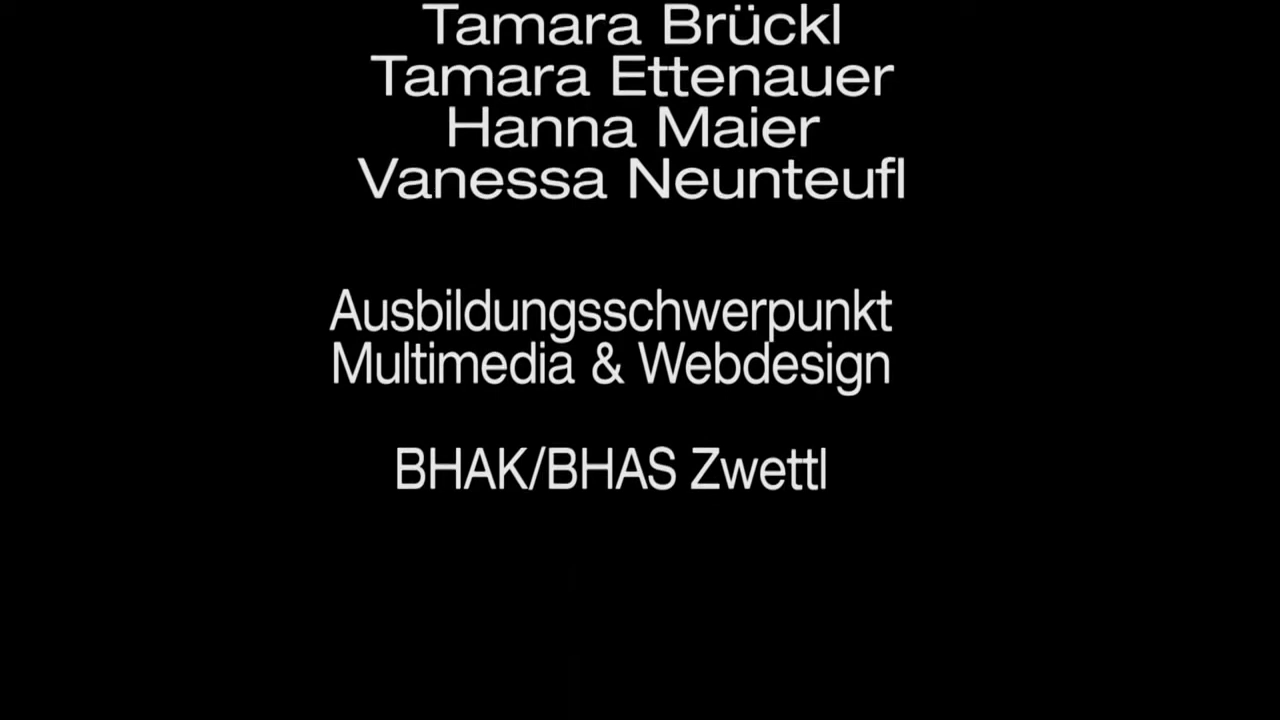 Tamara Brückl
Tamara Ettenauer
Hanna Maier
Vanessa Neunteufl
Ausbildungsschwerpunkt
Multimedia & Webdesign
BHAK/BHAS Zwettl